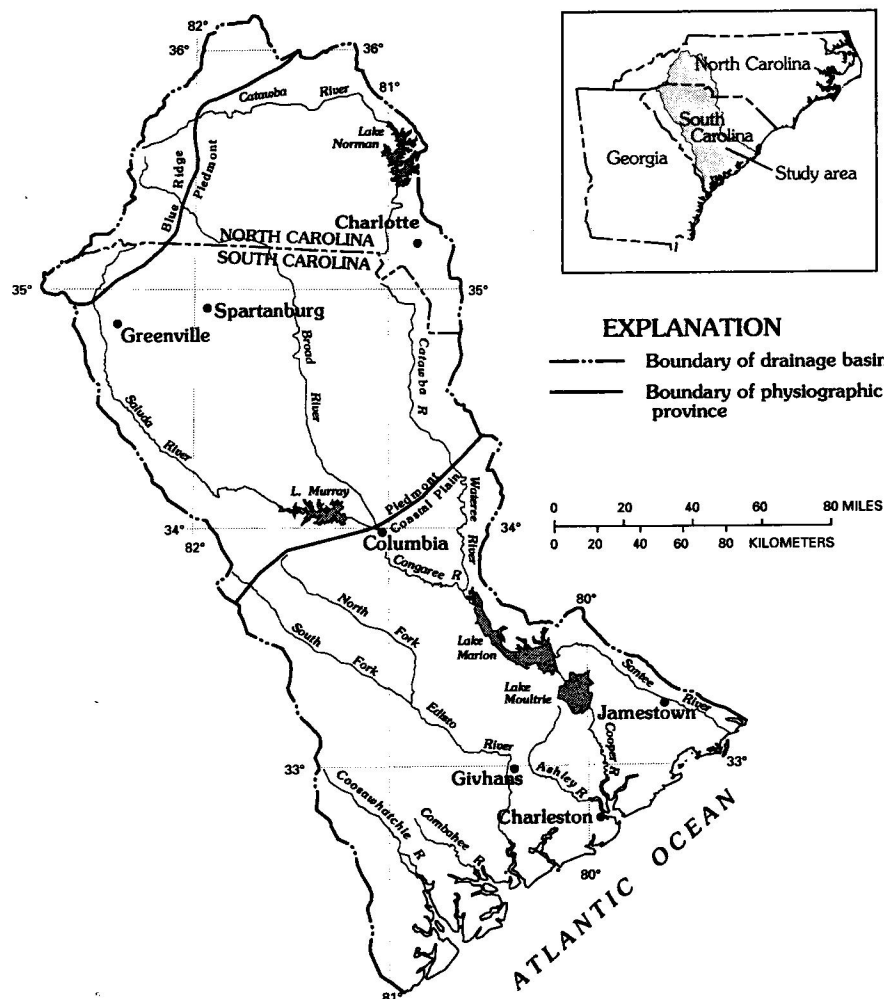 82°
36°
36°
81°
Catawba River
Lake
Norman
Blue Ridge
Piedmont
Charlotte
NORTH CAROLINA
SOUTH CAROLINA
35°
35°
Spartanburg
Greenville
Broad River
Catawba R
Saluda River
L. Murray
Piedmont
Coastal Plain
Wateree River
34°
34°
82°
Columbia
Congaree R
North Fork
South Fork
Edisto River
Lake
Marion
80°
Lake
Moultrie
Santee River
Jamestown
Cooper R
33°
33°
Givhans
Ashley R
Coosawhatchie R
Combahee R
Charleston
80°
ATLANTIC OCEAN
81°
North Carolina
South
Carolina
Georgia
Study area
EXPLANATION
Boundary of drainage basin
Boundary of physiographic
province
0 20 40 60 80 MILES
0 20 40 60 80 KILOMETERS